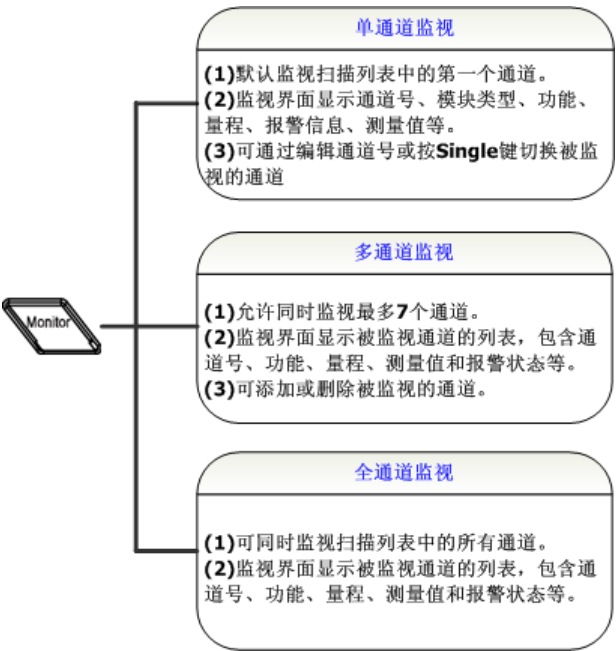 单通道监视
(1)默认监视扫描列表中的第一个通道。
(2)监视界面显示通道号、模块类型、功能、
量程、报警信息、测量值等。
(3)可通过编辑通道号或按Single键切换被监
视的通道
Monitor
多通道监视
(1)允许同时监视最多7个通道。
(2)监视界面显示被监视通道的列表，包含通
道号、功能、量程、测量值和报警状态等。
(3)可添加或删除被监视的通道。
全通道监视
(1)可同时监视扫描列表中的所有通道。
(2)监视界面显示被监视通道的列表，包含通
道号、功能、量程、测量值和报警状态等。